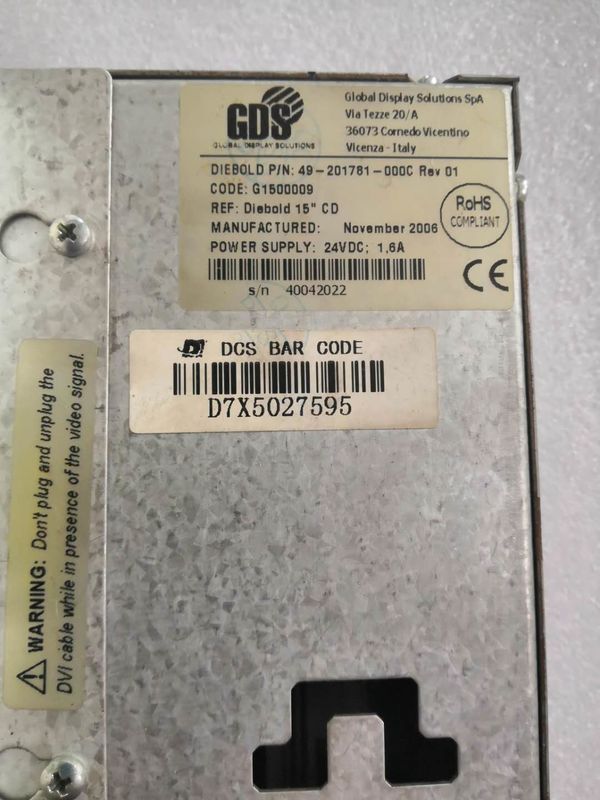 GDS
GLOBAL DISPLAY SOLUTIONS
Global Display Solutions SpA
Via Tezze 20/A
36073 Cornedo Vicentino
Vicenza - Italy
DIEBOLD P/N: 49-201781-000C Rev 01
CODE: G1500009
REF: Diebold 15" CD
MANUFACTURED: November 2006
POWER SUPPLY: 24VDC; 1,6A
RoHS
COMPLIANT
s/n 40042022
CE
DCS BAR CODE
D7X5027595
WARNING: Don't plug and unplug the
DVI cable while in presence of the video signal.